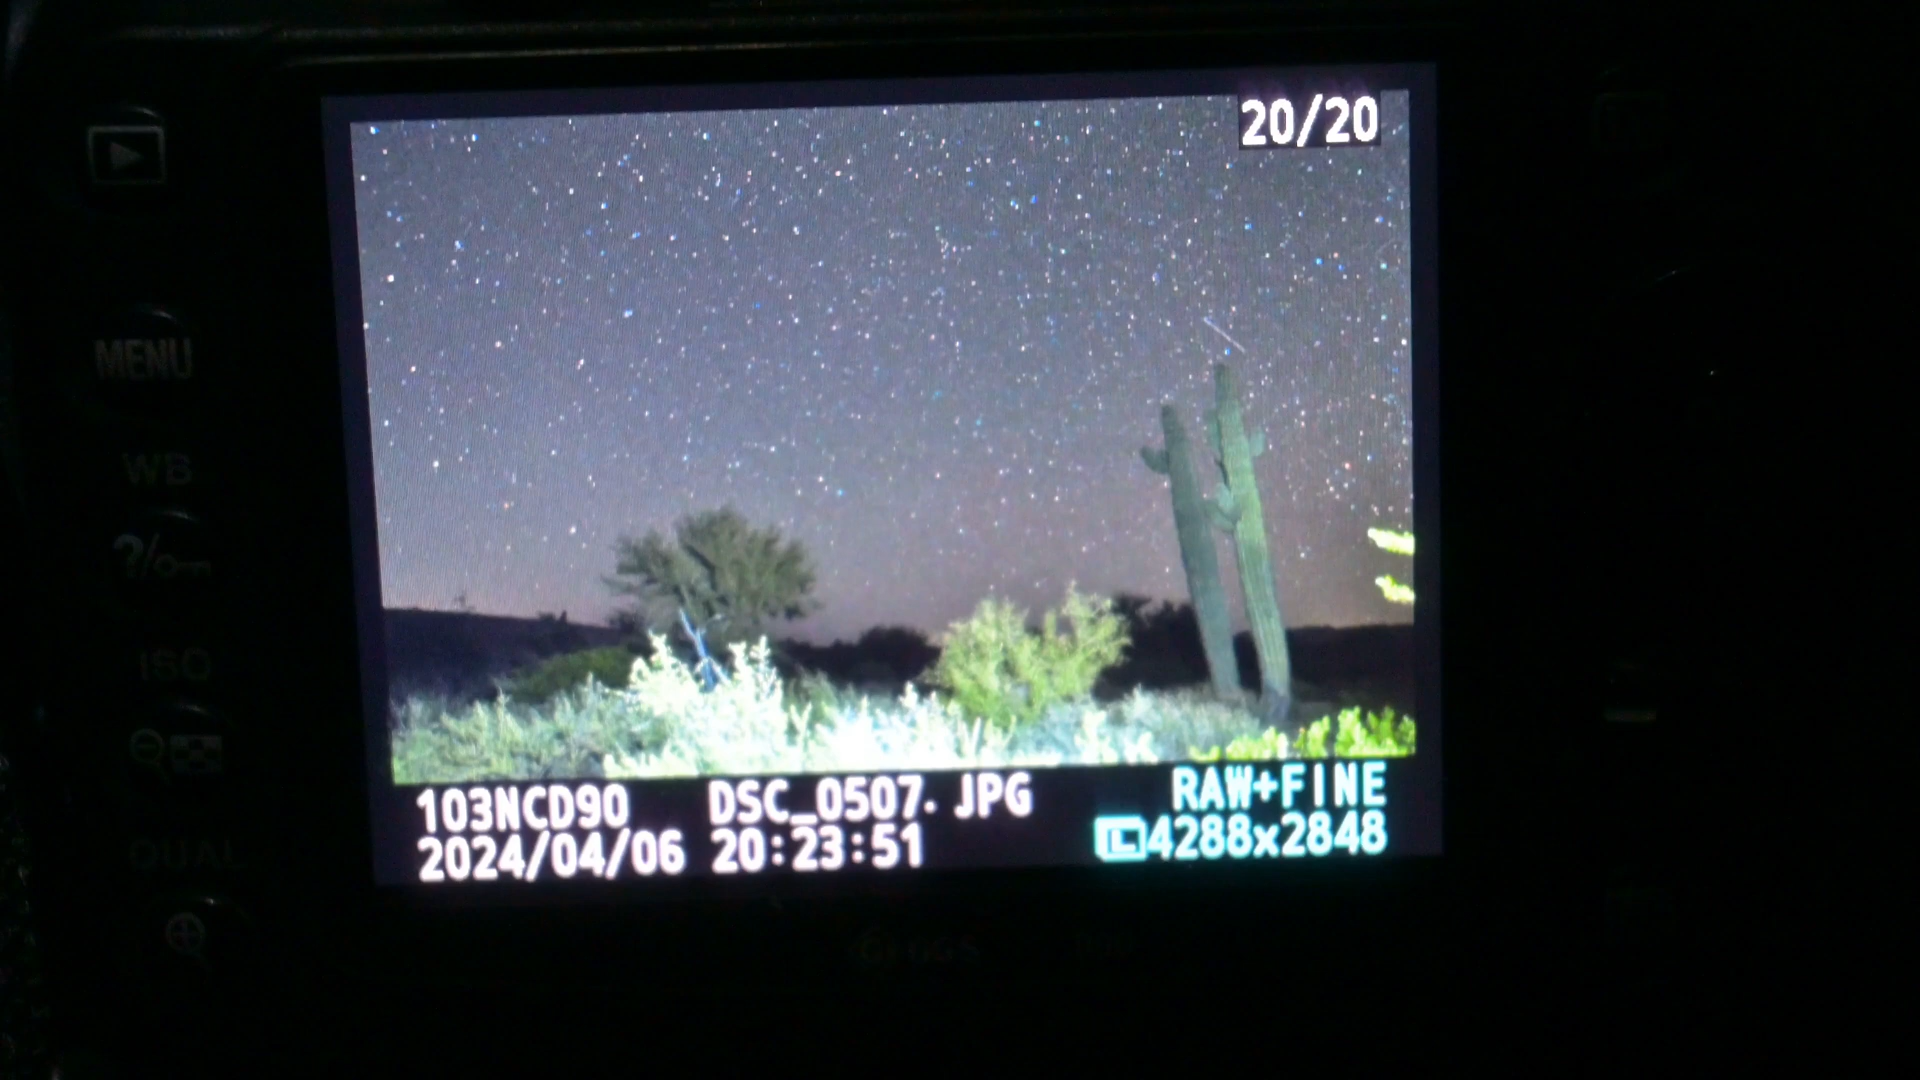 20/20
MENU
WB
?/
ISO
QUAL
103NCD90 DSC_0507.JPG RAW+FINE
2024/04/06 20:23:51 L 4288x2848